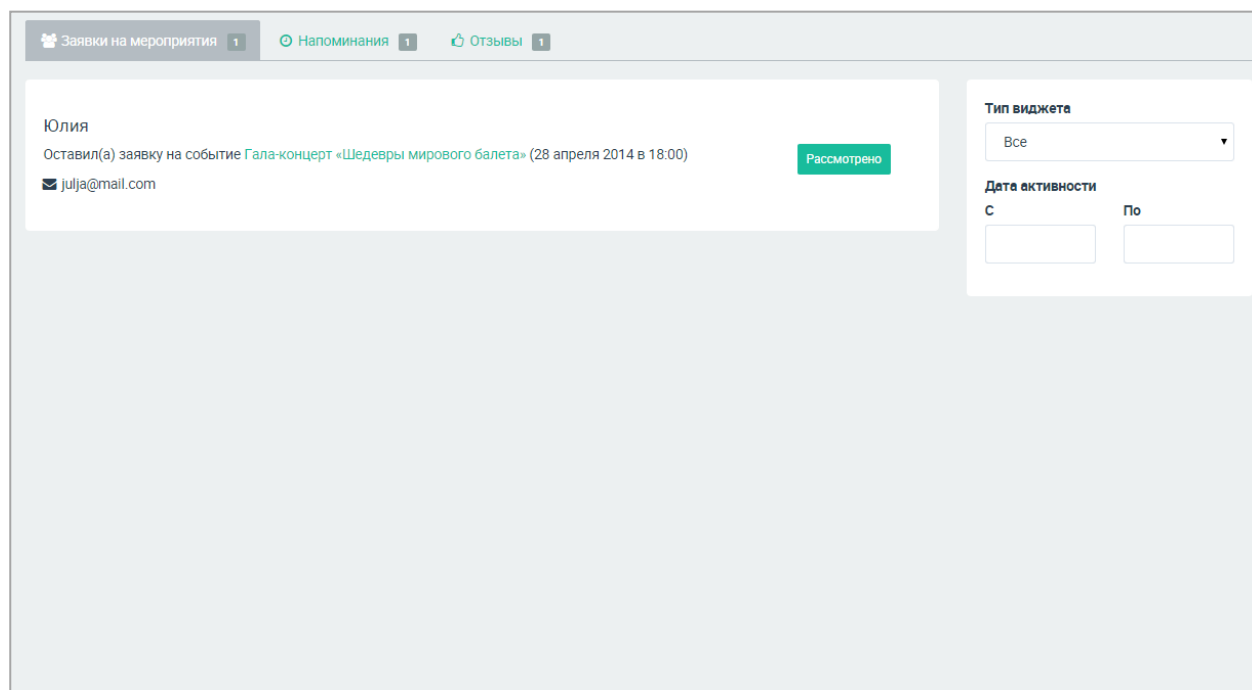 Заявки на мероприятия 1 Напоминания 1 Отзывы 1
Юлия
Оставил(а) заявку на событие Гала-концерт «Шедевры мирового балета» (28 апреля 2014 в 18:00)
julja@mail.com
Рассмотрено
Тип виджета
Все
Дата активности
С По